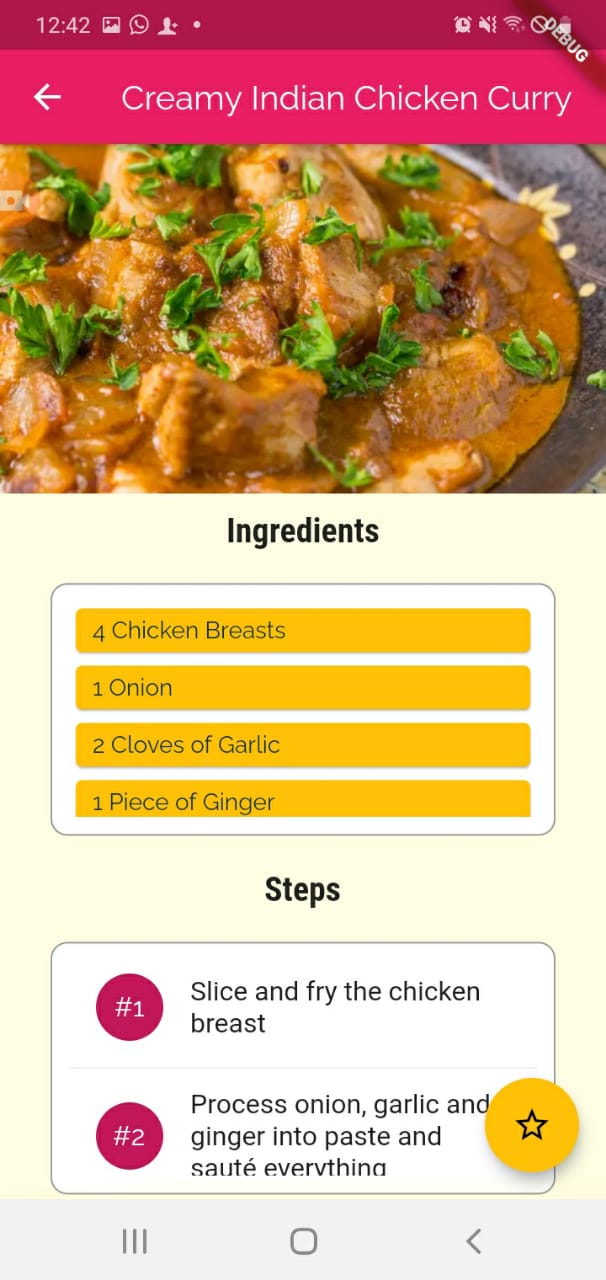 12:42
DEBUG
Creamy Indian Chicken Curry
Ingredients
4 Chicken Breasts
1 Onion
2 Cloves of Garlic
1 Piece of Ginger
Steps
#1
Slice and fry the chicken
breast
#2
Process onion, garlic and
ginger into paste and
sauté everything